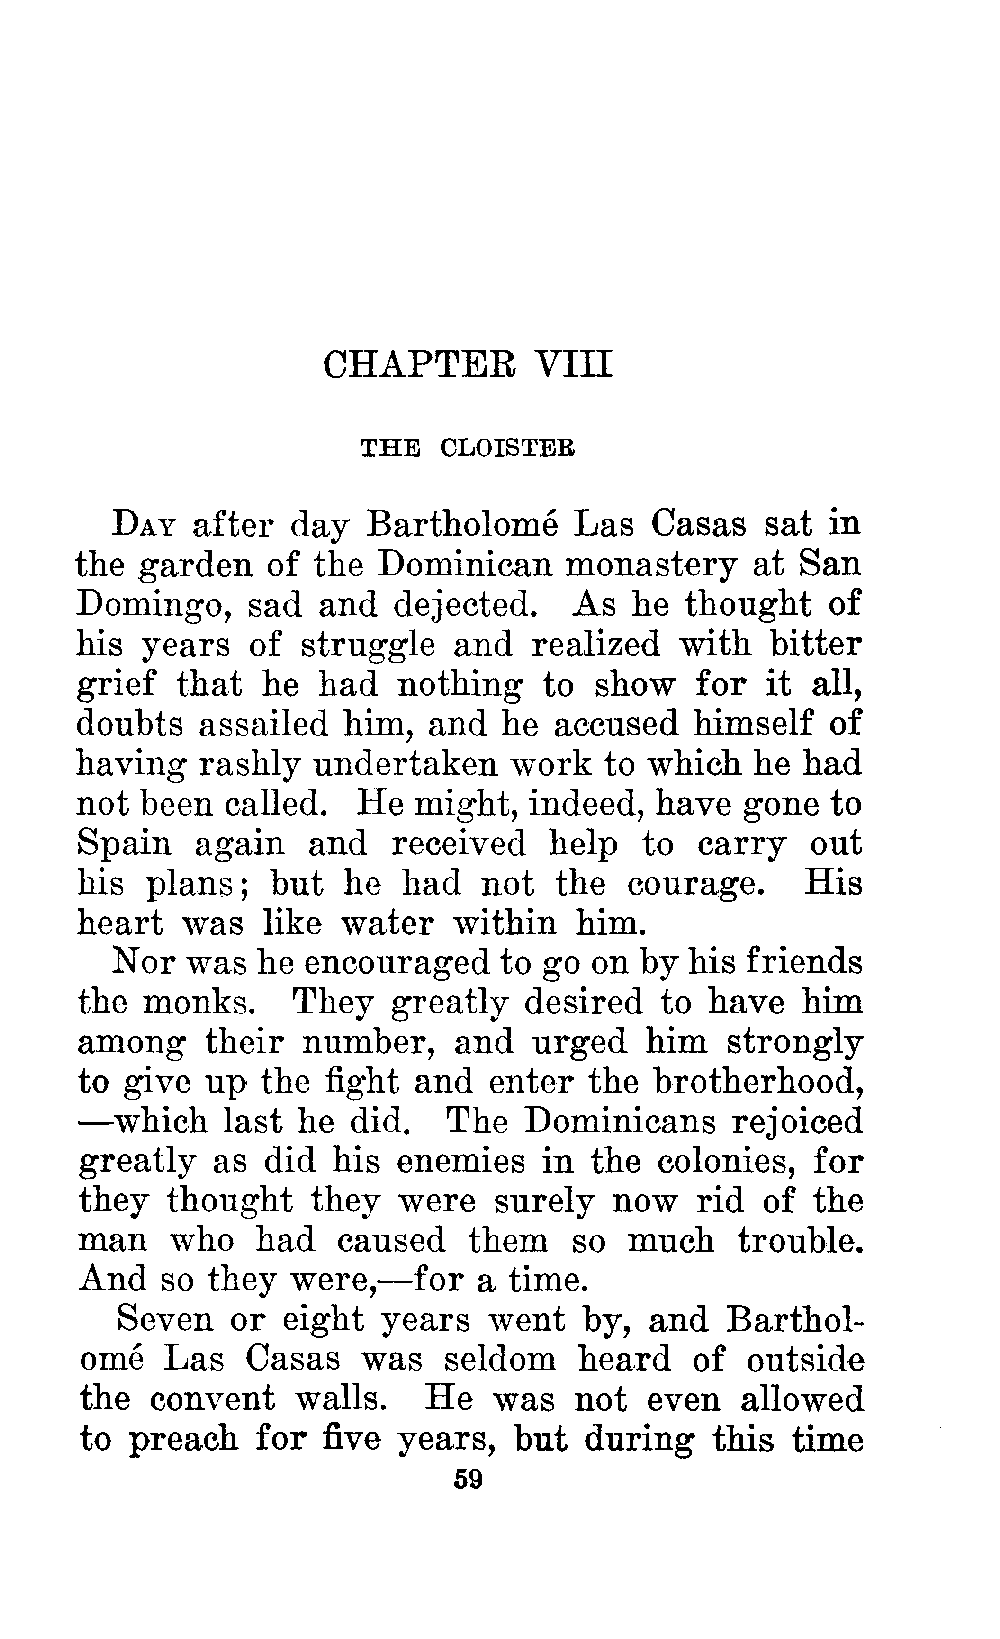 CHAPTER VIII
THE CLOISTER
DAY after day Bartholomé Las Casas sat in
the garden of the Dominican monastery at San
Domingo, sad and dejected. As he thought of
his years of struggle and realized with bitter
grief that he had nothing to show for it all,
doubts assailed him, and he accused himself of
having rashly undertaken work to which he had
not been called. He might, indeed, have gone to
Spain again and received help to carry out
his plans; but he had not the courage. His
heart was like water within him.
Nor was he encouraged to go on by his friends
the monks. They greatly desired to have him
among their number, and urged him strongly
to give up the fight and enter the brotherhood,
—which last he did. The Dominicans rejoiced
greatly as did his enemies in the colonies, for
they thought they were surely now rid of the
man who had caused them so much trouble.
And so they were,—for a time.
Seven or eight years went by, and Barthol-
omé Las Casas was seldom heard of outside
the convent walls. He was not even allowed
to preach for five years, but during this time
59